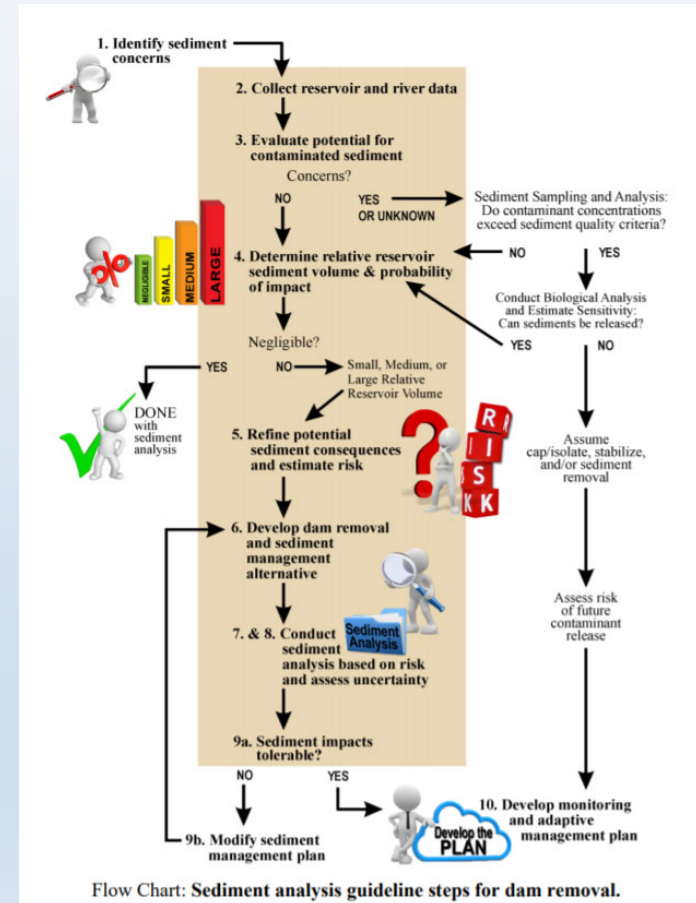 1. Identify sediment
concerns
2. Collect reservoir and river data
3. Evaluate potential for
contaminated sediment
Concerns?
NO
YES
OR UNKNOWN
Sediment Sampling and Analysis:
Do contaminant concentrations
exceed sediment quality criteria?
NO
YES
%
NEGLIGIBLE
SMALL
MEDIUM
LARGE
4. Determine relative reservoir
sediment volume & probability
of impact
Conduct Biological Analysis
and Estimate Sensitivity:
Can sediments be released?
YES
NO
Negligible?
YES
NO
Small, Medium, or
Large Relative
Reservoir Volume
DONE
with
sediment
analysis
5. Refine potential
sediment consequences
and estimate risk
?
R
I
S
K K
Assume
cap/isolate, stabilize,
and/or sediment
removal
6. Develop dam removal
and sediment
management
alternative
Assess risk
of future
contaminant
release
7. & 8. Conduct
sediment
analysis based on risk
and assess uncertainty
Sediment
Analysis
9a. Sediment impacts
tolerable?
NO
YES
9b. Modify sediment
management plan
Develop the
PLAN
10. Develop monitoring
and adaptive
management plan
Flow Chart: Sediment analysis guideline steps for dam removal.